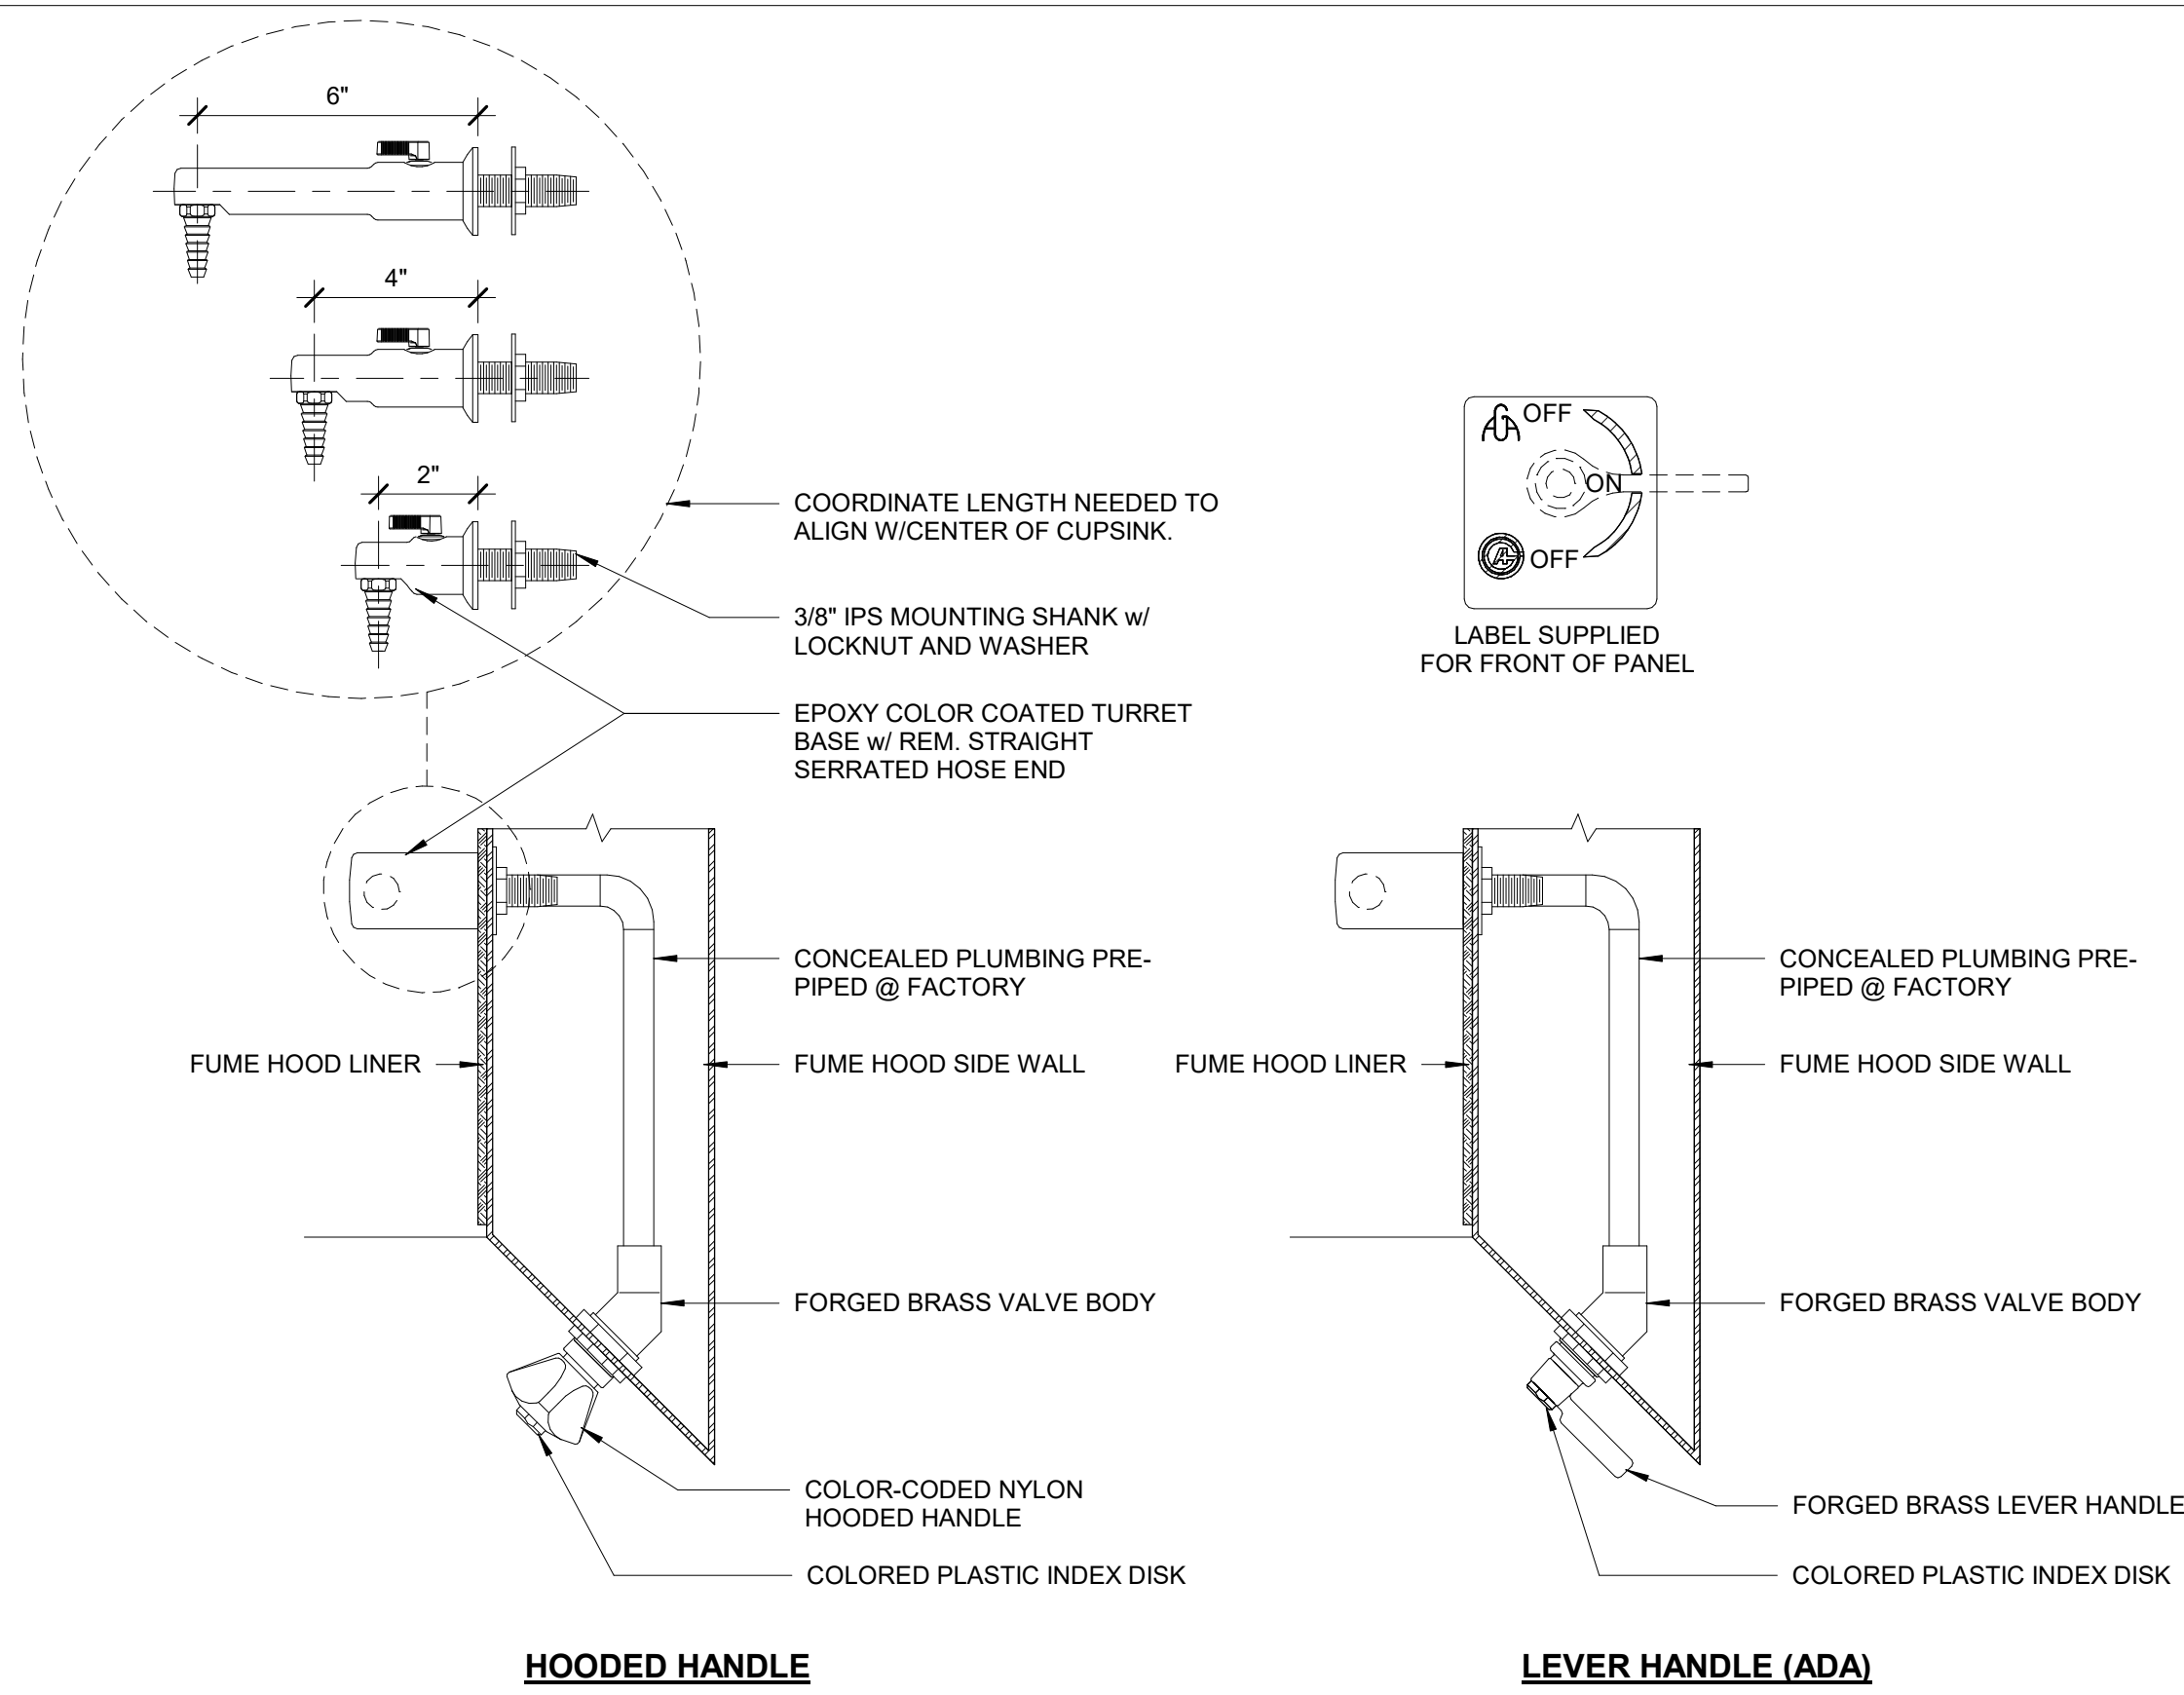 6"
4"
2"
COORDINATE LENGTH NEEDED TO
ALIGN W/CENTER OF CUPSINK.
3/8" IPS MOUNTING SHANK w/
LOCKNUT AND WASHER
EPOXY COLOR COATED TURRET
BASE w/ REM. STRAIGHT
SERRATED HOSE END
CONCEALED PLUMBING PRE-
PIPED @ FACTORY
FUME HOOD LINER
FUME HOOD SIDE WALL
FORGED BRASS VALVE BODY
COLOR-CODED NYLON
HOODED HANDLE
COLORED PLASTIC INDEX DISK
HOODED HANDLE
OFF
ON
OFF
LABEL SUPPLIED
FOR FRONT OF PANEL
CONCEALED PLUMBING PRE-
PIPED @ FACTORY
FUME HOOD LINER
FUME HOOD SIDE WALL
FORGED BRASS VALVE BODY
FORGED BRASS LEVER HANDLE
COLORED PLASTIC INDEX DISK
LEVER HANDLE (ADA)